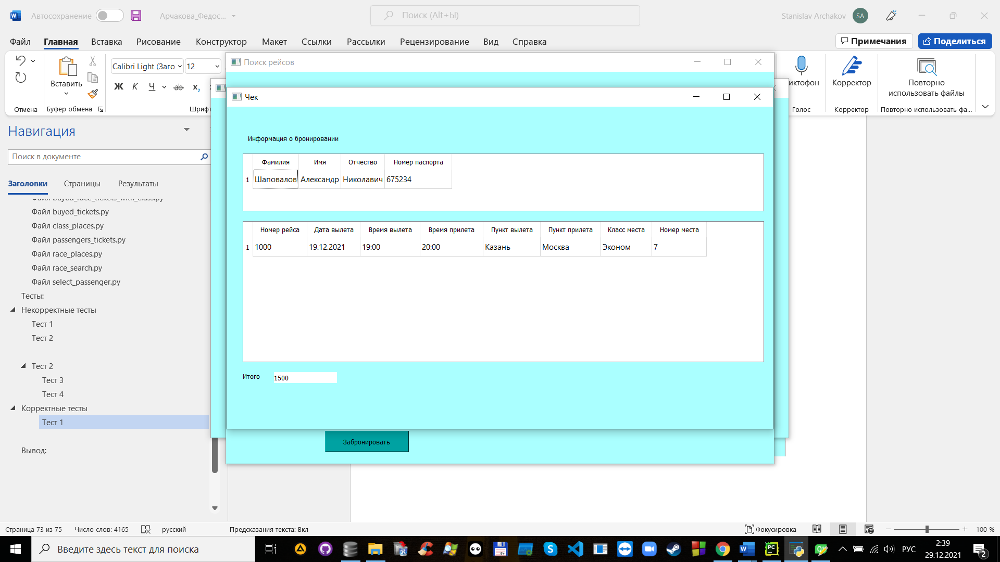 Автосохранение
Арчакова_Федос...
Поиск (Alt+Ы)
Stanislav Archakov
SA
Файл
Главная
Вставка
Рисование
Конструктор
Макет
Ссылки
Рассылки
Рецензирование
Вид
Справка
Примечания
Поделиться
Вставить
Calibri Light (Заго
12
Ж К Ч ab x₂
Отмена
Буфер обмена
Шрифт
иктофон
Корректор
Повторно
использовать файлы
Голос
Корректор
Повторно использовать фа...
Поиск рейсов
Чек
Информация о бронировании
Фамилия Имя Отчество Номер паспорта
1 Шаповалов Александр Николавич 675234
Номер рейса Дата вылета Время вылета Время прилета Пункт вылета Пункт прилета Класс места Номер места
1 1000 19.12.2021 19:00 20:00 Казань Москва Эконом 7
Итого 1500
Забронировать
Навигация
Поиск в документе
Заголовки
Страницы
Результаты
Файл buyed_race_tickets_with_class.py
Файл buyed_tickets.py
Файл class_places.py
Файл passengers_tickets.py
Файл race_places.py
Файл race_search.py
Файл select_passenger.py
Тесты:
Некорректные тесты
Тест 1
Тест 2
Тест 2
Тест 3
Тест 4
Корректные тесты
Тест 1
Вывод:
Страница 73 из 75
Число слов: 4165
русский
Предсказания текста: Вкл
Фокусировка
100 %
Введите здесь текст для поиска
РУС
2:39
29.12.2021
2